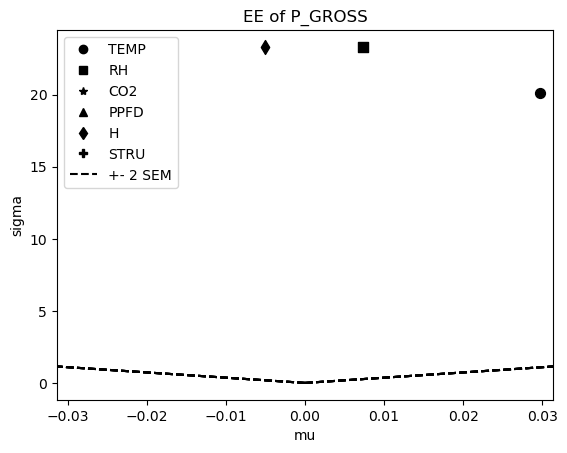 EE of P_GROSS
TEMP
RH
CO2
PPFD
H
STRU
+- 2 SEM
sigma
20
15
10
5
0
−0.03
−0.02
−0.01
0.00
0.01
0.02
0.03
mu